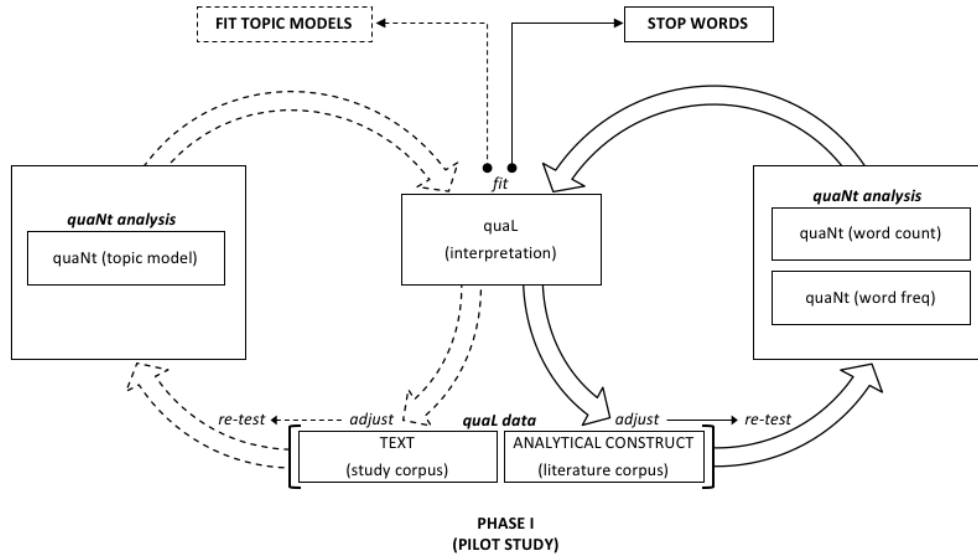 FIT TOPIC MODELS
STOP WORDS
fit
quaNt analysis
quaNt (topic model)
quaL
(interpretation)
quaNt analysis
quaNt (word count)
quaNt (word freq)
re-test
adjust
quaL data
adjust
re-test
TEXT
(study corpus)
ANALYTICAL CONSTRUCT
(literature corpus)
PHASE I
(PILOT STUDY)